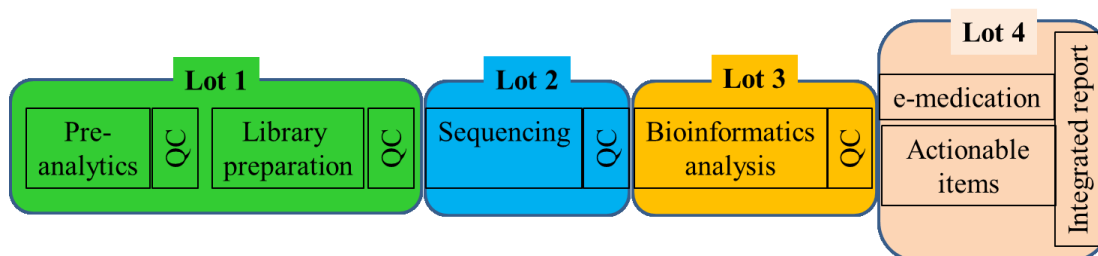 Lot 1
Pre-
analytics
QC
Library
preparation
QC
Lot 2
Sequencing
QC
Lot 3
Bioinformatics
analysis
QC
Lot 4
e-medication
Actionable
items
Integrated report